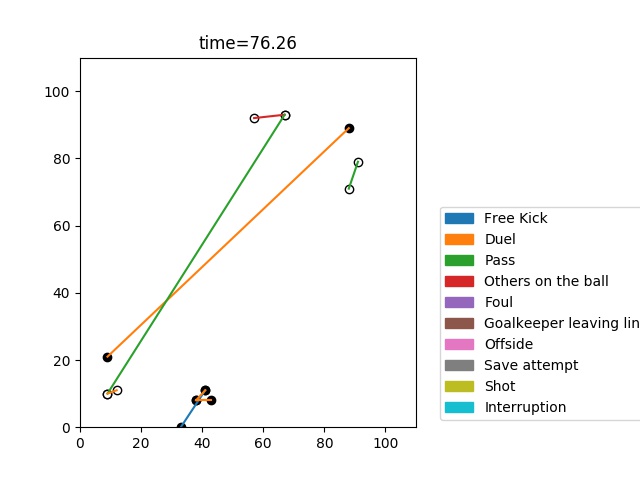 time=76.26
100
80
60
40
20
0
0 20 40 60 80 100
Free Kick
Duel
Pass
Others on the ball
Foul
Goalkeeper leaving lin
Offside
Save attempt
Shot
Interruption